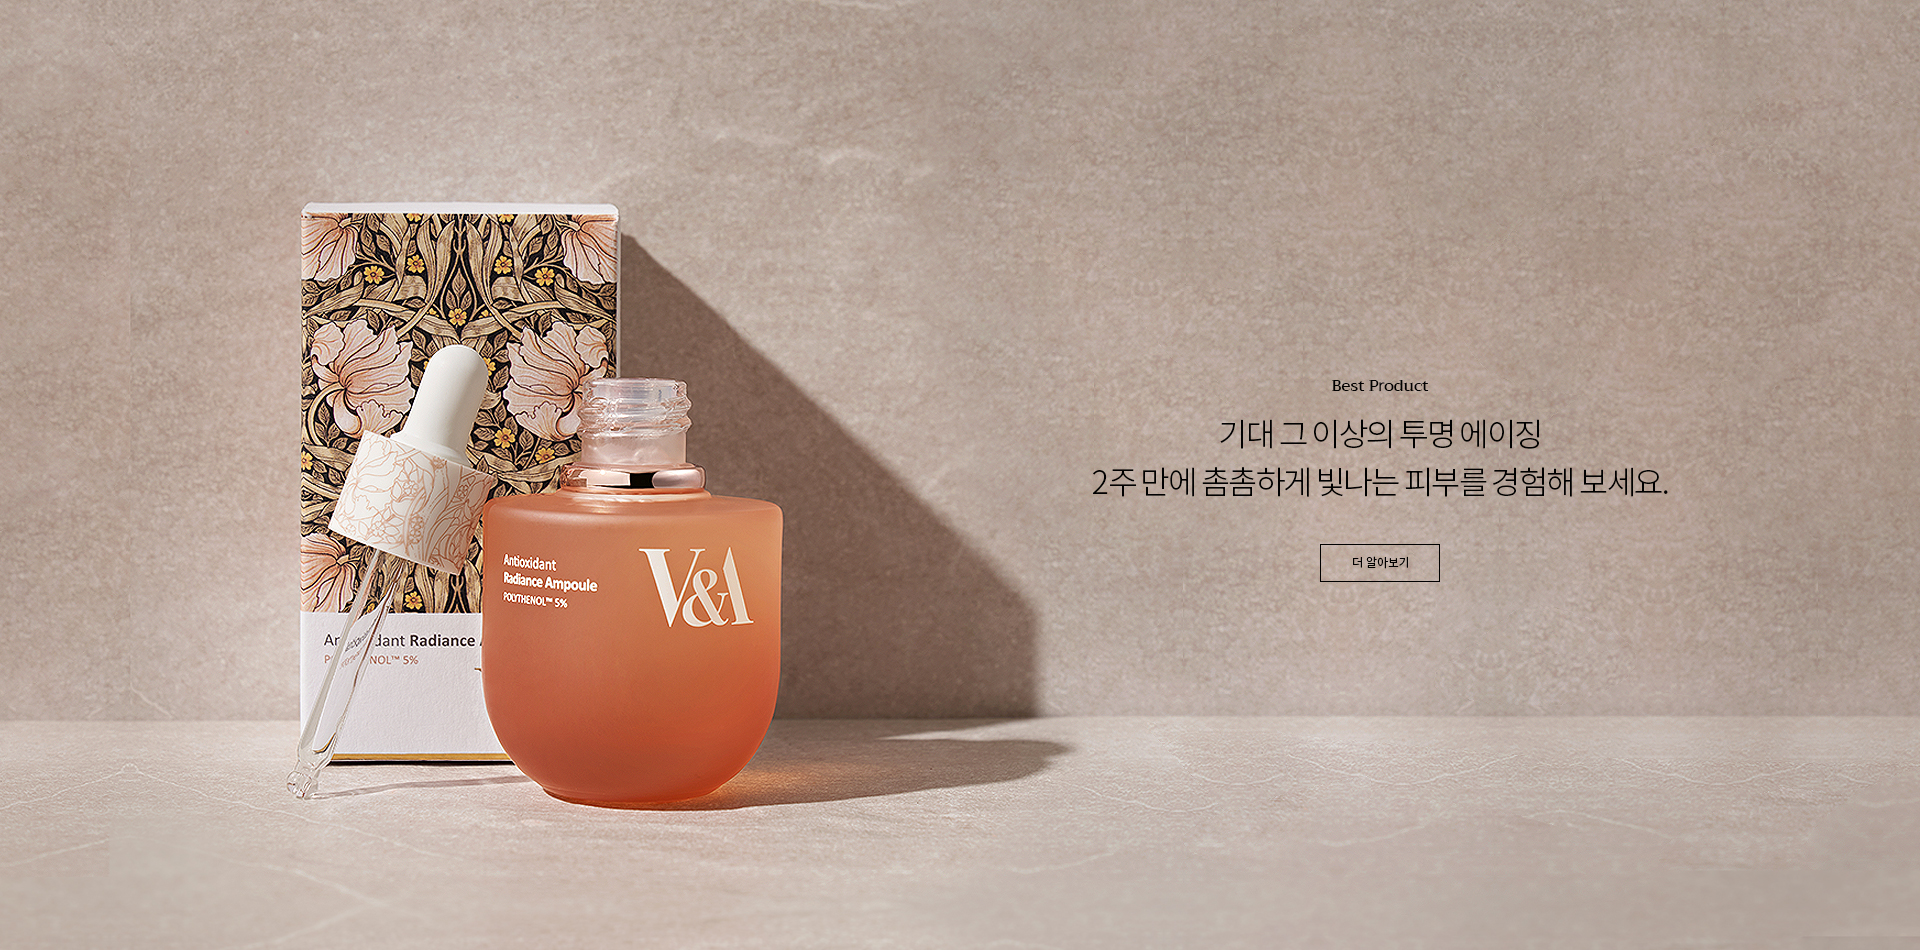 Best Product
기대 그 이상의 투명 에이징
2주 만에 촘촘하게 빛나는 피부를 경험해 보세요.
더 알아보기
Antioxidant
Radiance Ampoule
POLYTHENOL™ 5%
V&A
dant Radiance
NOL™ 5%